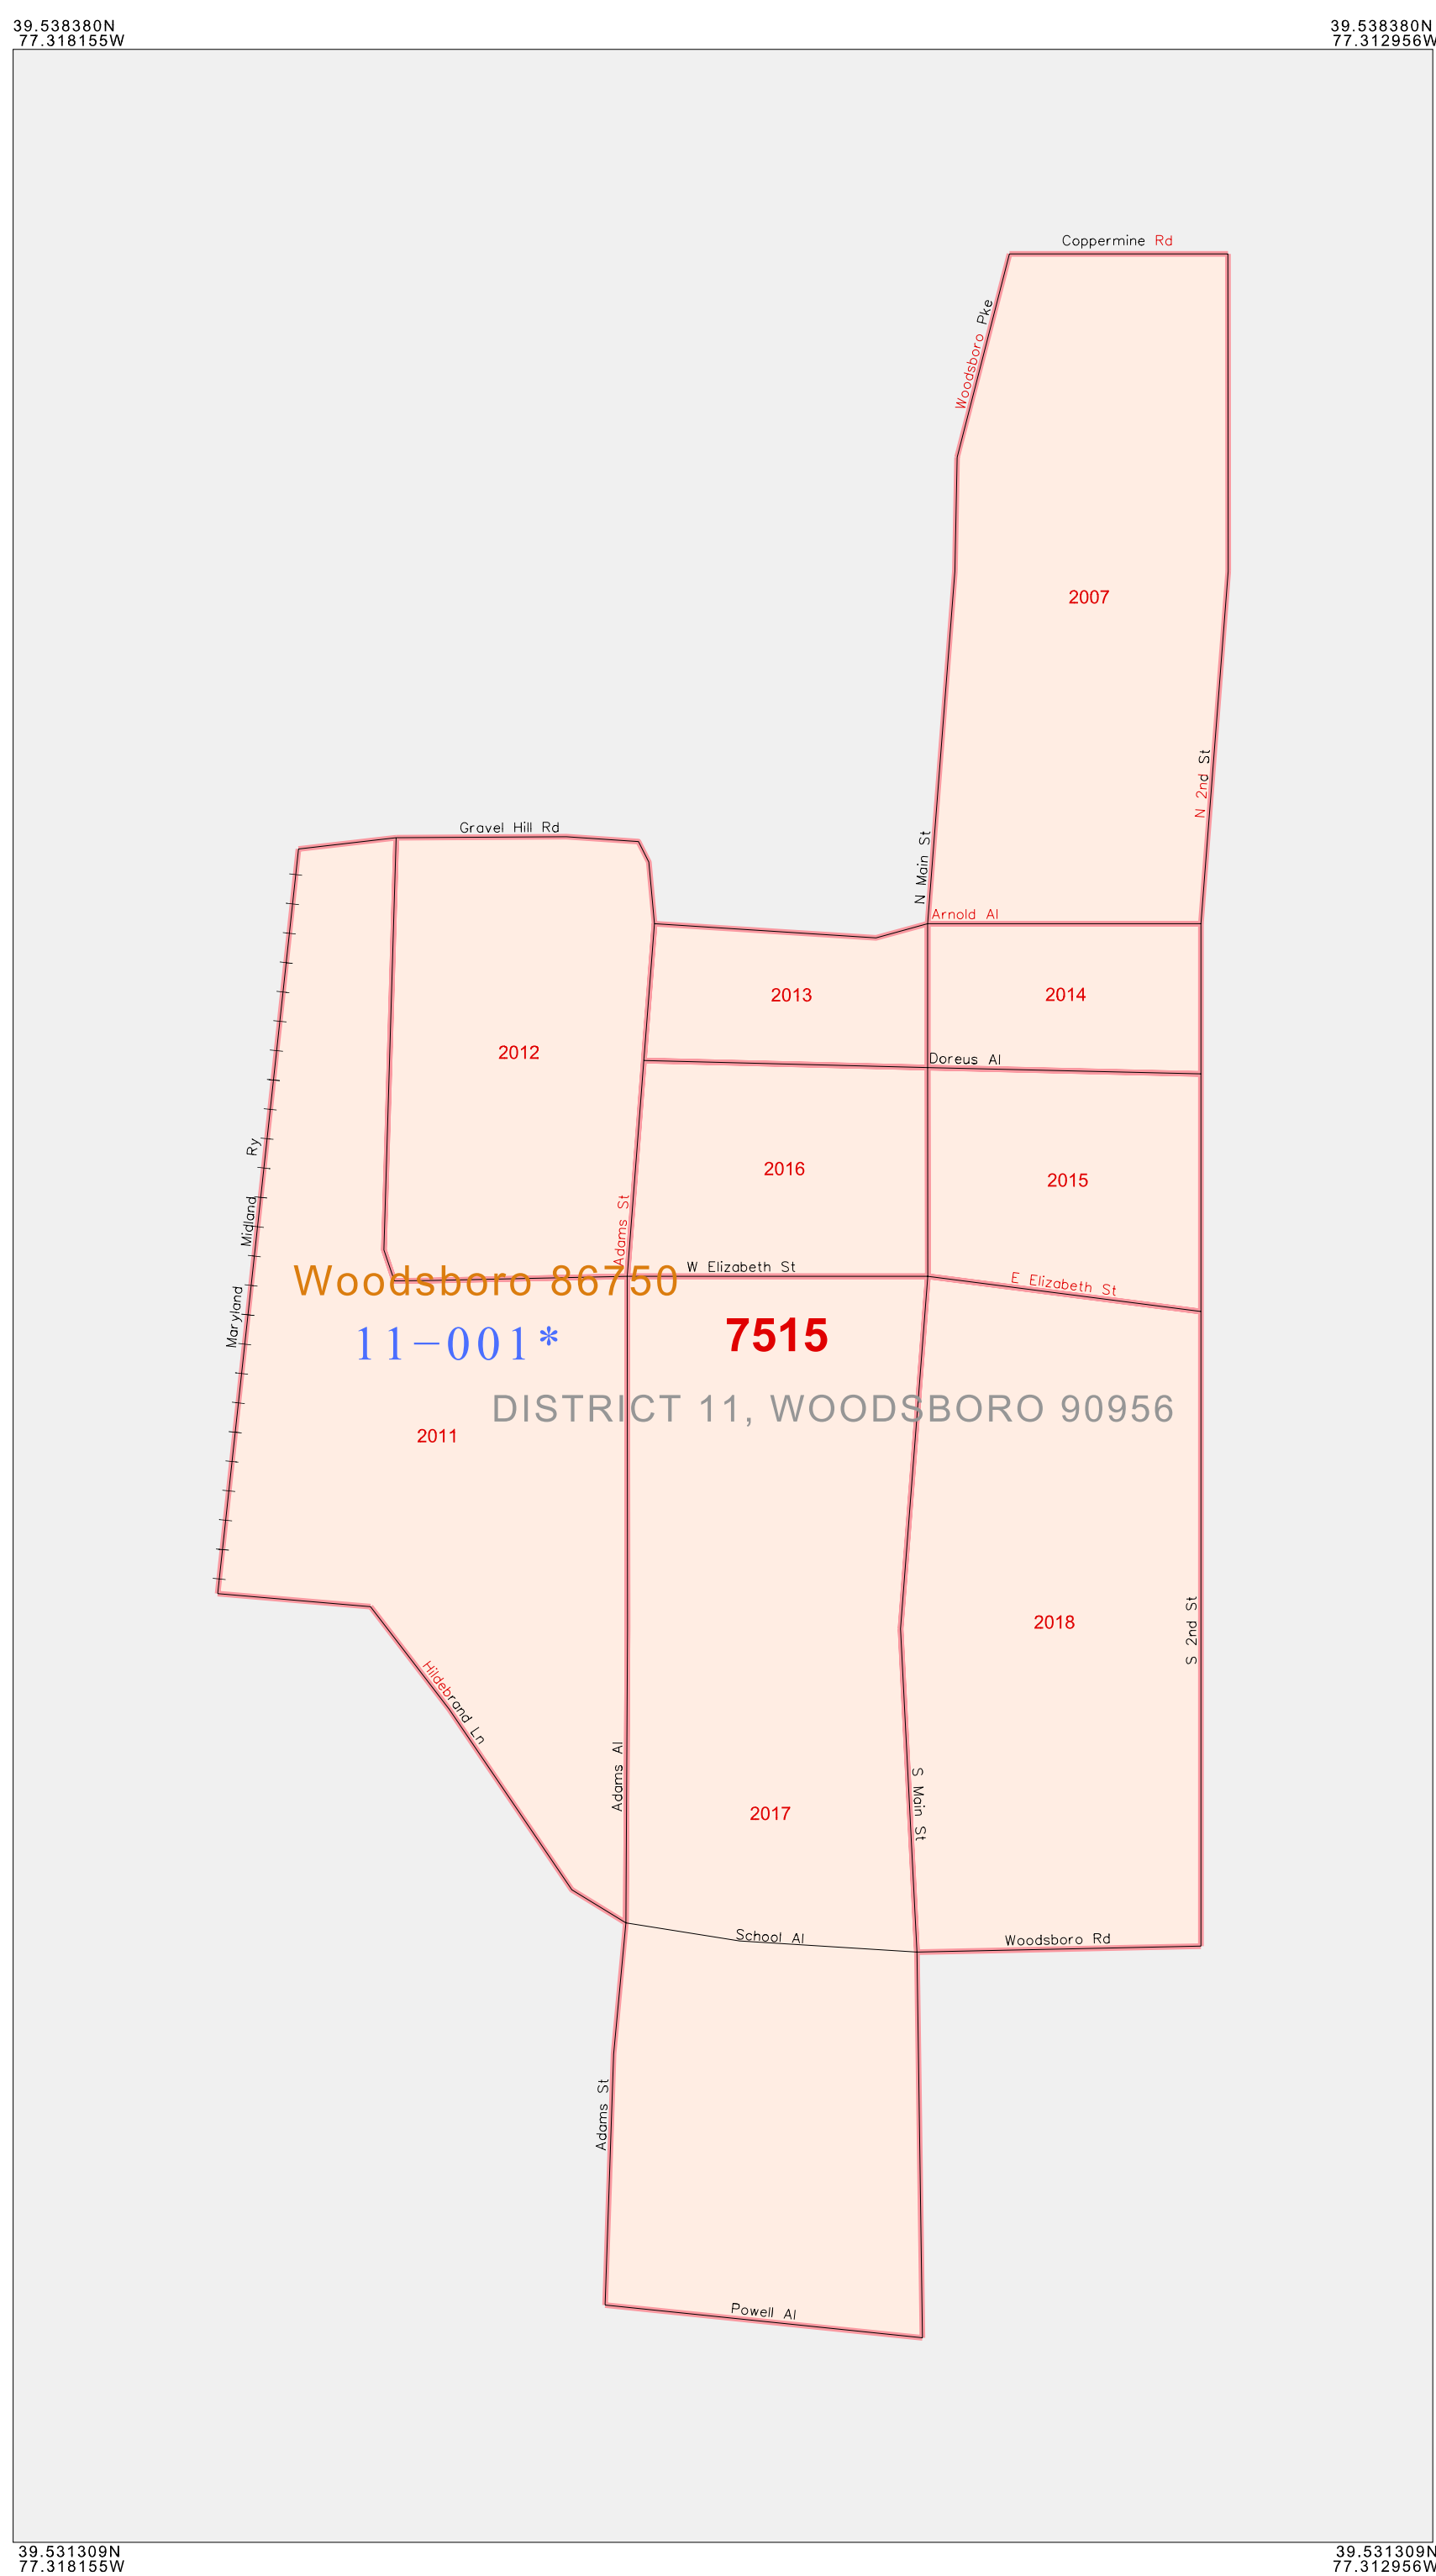 39.538380N
77.318155W
39.538380N
77.312956W
Coppermine Rd
Woodsboro Pke
2007
N 2nd St
Gravel Hill Rd
N Main St
Arnold Al
2013
2014
2012
Doreus Al
Maryland Midland Ry
2016
2015
Adams St
W Elizabeth St
E Elizabeth St
Woodsboro 86750
11-001*
7515
DISTRICT 11, WOODSBORO 90956
2011
2018
S 2nd St
Hildebrand Ln
Adams Al
2017
S Main St
School Al
Woodsboro Rd
Adams St
Powell Al
39.531309N
77.318155W
39.531309N
77.312956W